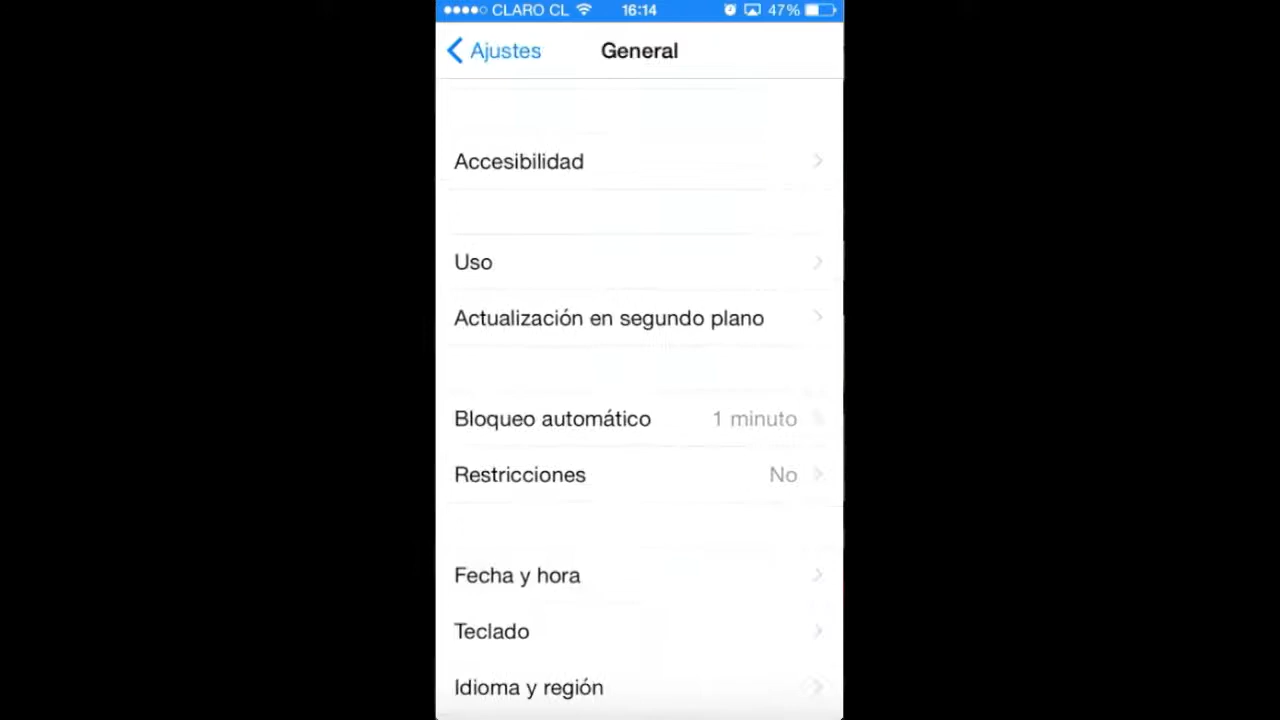 CLARO CL 16:14 47%
Ajustes General
Accesibilidad
Uso
Actualización en segundo plano
Bloqueo automático 1 minuto
Restricciones No
Fecha y hora
Teclado
Idioma y región